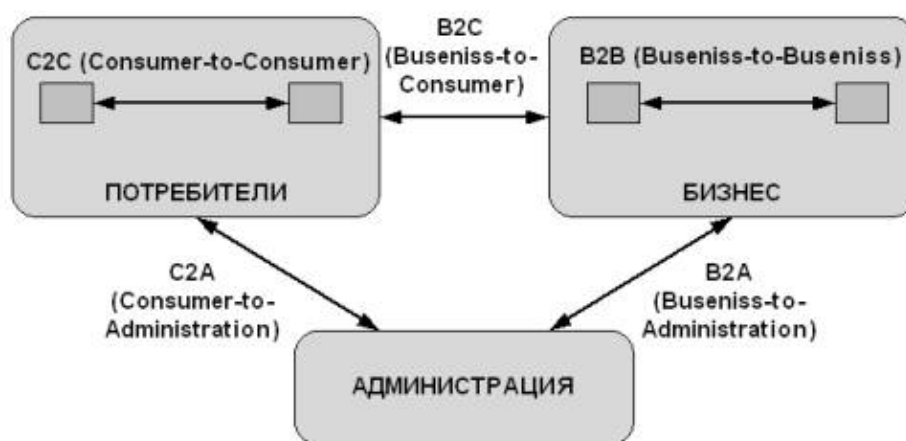 C2C (Consumer-to-Consumer)
ПОТРЕБИТЕЛИ
B2C
(Buseniss-to-
Consumer)
B2B (Buseniss-to-Buseniss)
БИЗНЕС
C2A
(Consumer-to-
Administration)
B2A
(Buseniss-to-
Administration)
АДМИНИСТРАЦИЯ